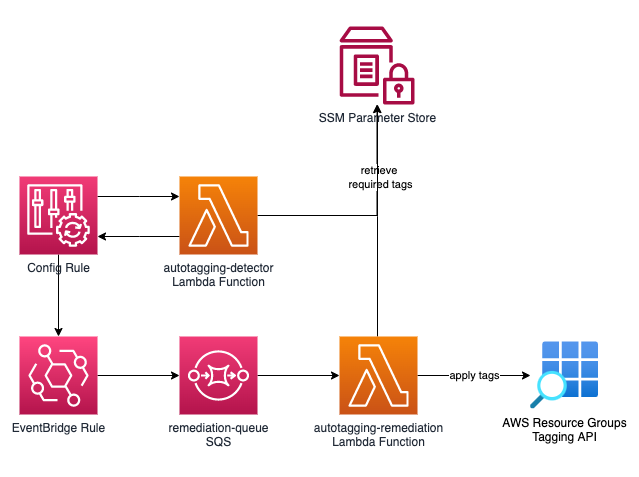 SSM Parameter Store
retrieve
required tags
Config Rule
autotagging-detector
Lambda Function
EventBridge Rule
remediation-queue
SQS
autotagging-remediation
Lambda Function
apply tags
AWS Resource Groups
Tagging API